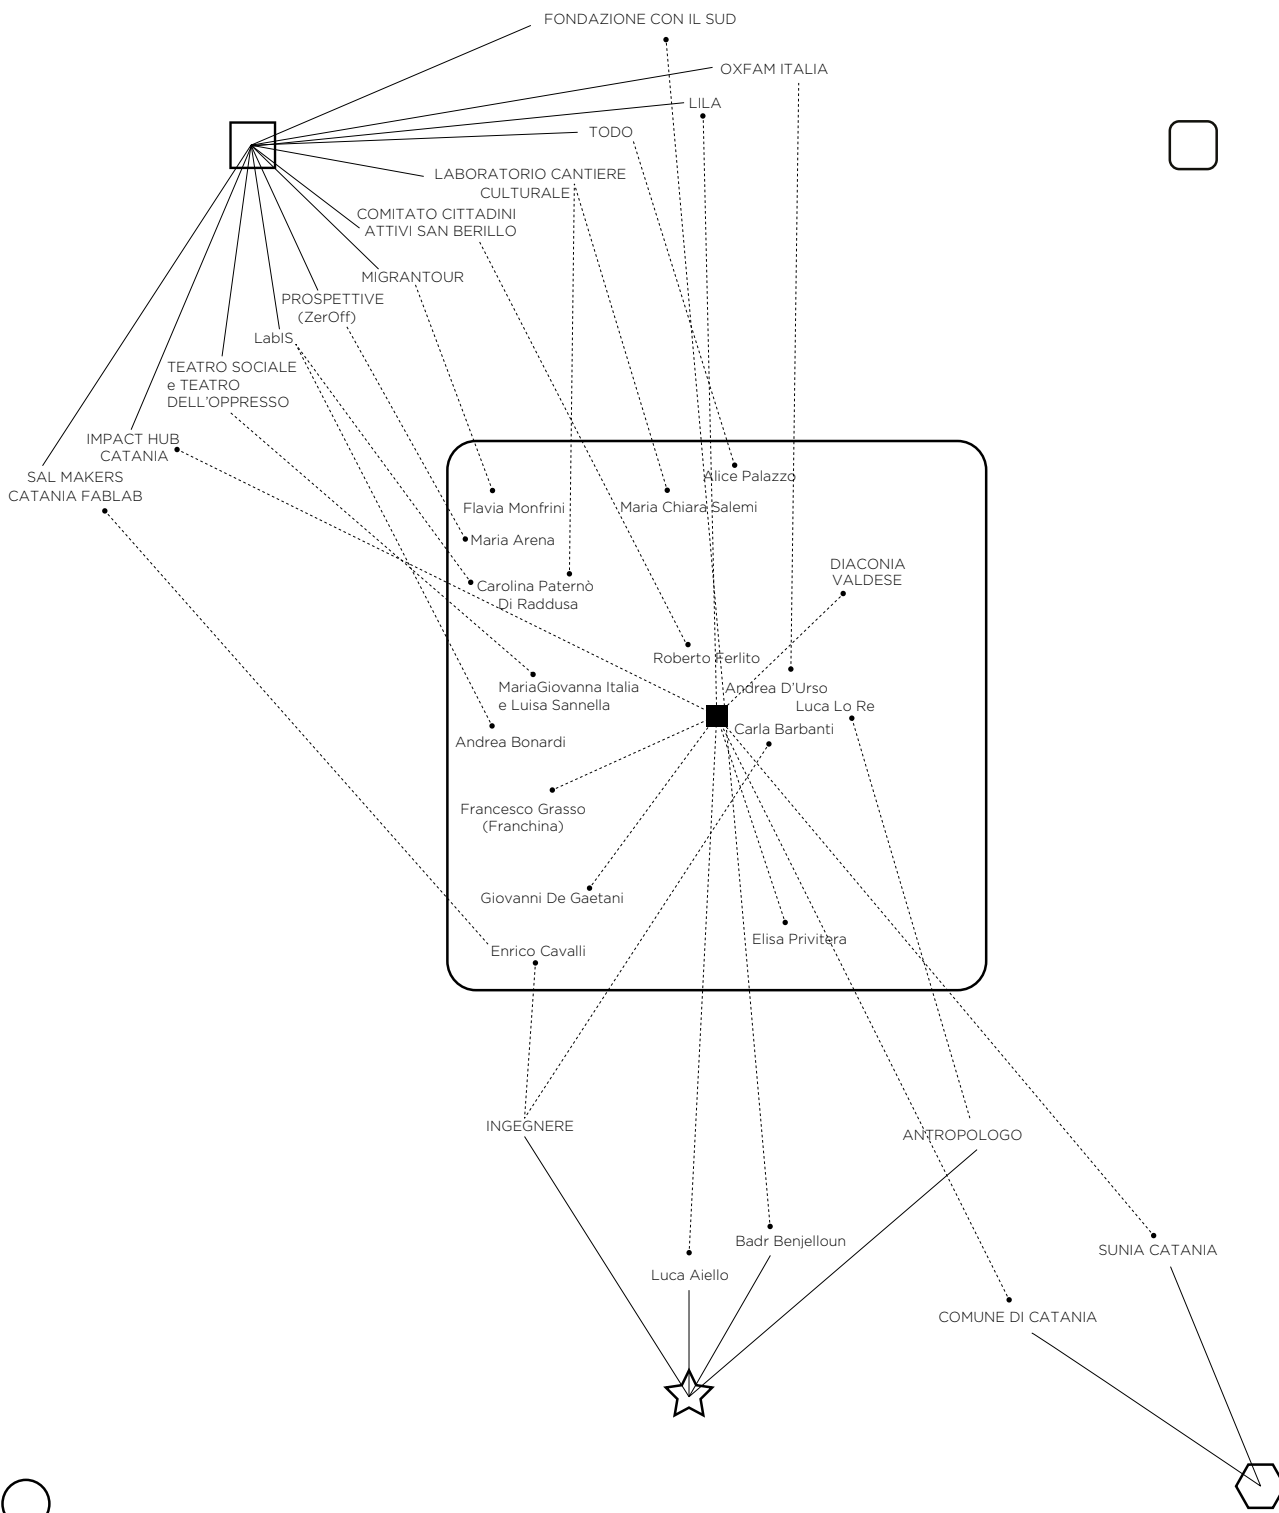 FONDAZIONE CON IL SUD
OXFAM ITALIA
LILA
TODO
LABORATORIO CANTIERE
CULTURALE
COMITATO CITTADINI
ATTIVI SAN BERILLO
MIGRANTOUR
PROSPETTIVE
(ZerOff)
LabIS
TEATRO SOCIALE
e TEATRO
DELL'OPPRESSO
IMPACT HUB
CATANIA
SAL MAKERS
CATANIA FABLAB
Alice Palazzo
Flavia Monfrini
Maria Chiara Salemi
Maria Arena
DIACONIA
VALDESE
Carolina Paternò
Di Raddusa
Roberto Ferlito
MariaGiovanna Italia
e Luisa Sannella
Andrea D'Urso
Luca Lo Re
Carla Barbanti
Andrea Bonardi
Francesco Grasso
(Franchina)
Giovanni De Gaetani
Elisa Privitera
Enrico Cavalli
INGEGNERE
ANTROPOLOGO
Badr Benjelloun
SUNIA CATANIA
Luca Aiello
COMUNE DI CATANIA